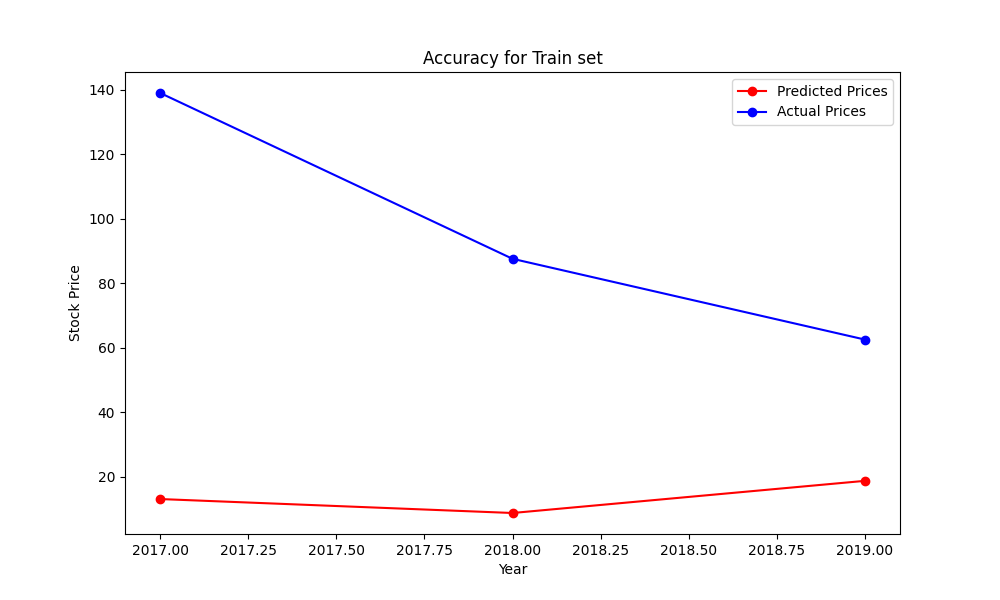 Accuracy for Train set
Predicted Prices
Actual Prices
140
120
100
80
60
40
20
Stock Price
2017.00 2017.25 2017.50 2017.75 2018.00 2018.25 2018.50 2018.75 2019.00
Year